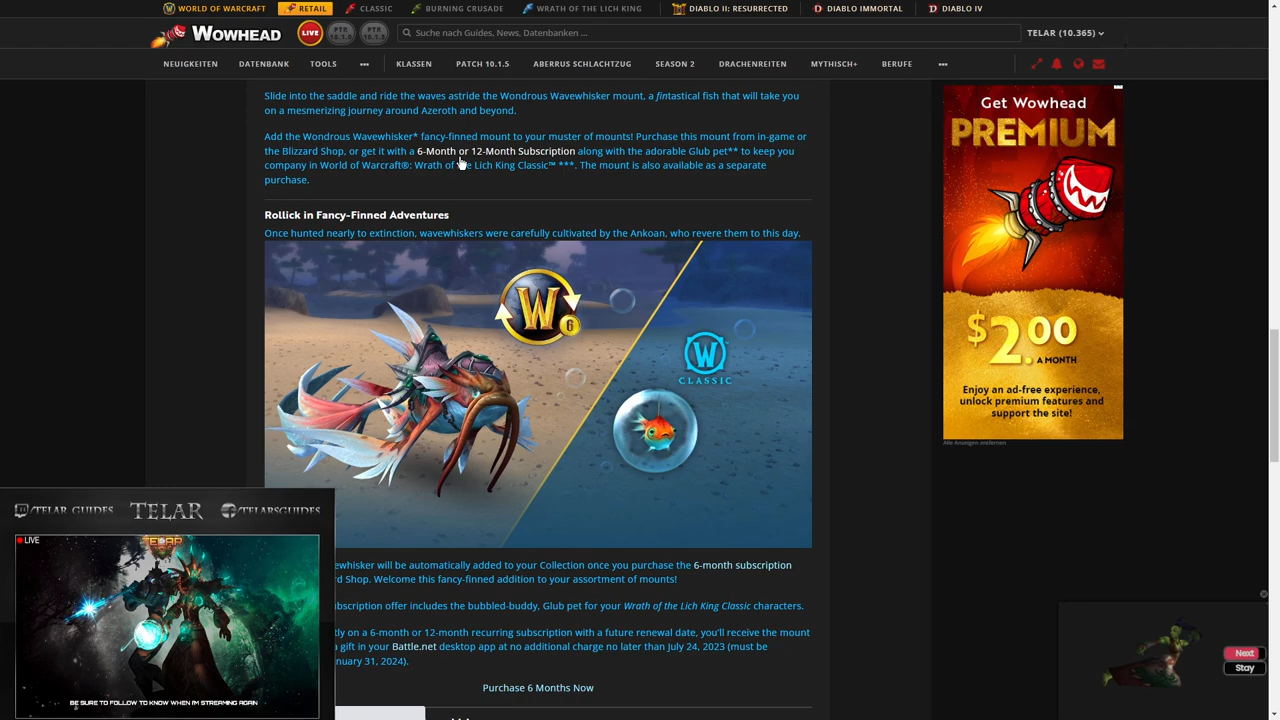 WORLD OF WARCRAFT RETAIL CLASSIC BURNING CRUSADE WRATH OF THE LICH KING DIABLO II: RESURRECTED DIABLO IMMORTAL DIABLO IV
WOWHEAD LIVE PTR 10.1.0 PTR 10.1.5 Suche nach Guides, News, Datenbanken ... TELAR (10.365)
NEUIGKEITEN DATENBANK TOOLS ••• KLASSEN PATCH 10.1.5 ABERRUS SCHLACHTZUG SEASON 2 DRACHENREITEN MYTHISCH+ BERUFE •••
Slide into the saddle and ride the waves astride the Wondrous Wavewhisker mount, a fintastical fish that will take you
on a mesmerizing journey around Azeroth and beyond.
Add the Wondrous Wavewhisker* fancy-finned mount to your muster of mounts! Purchase this mount from in-game or
the Blizzard Shop, or get it with a 6-Month or 12-Month Subscription along with the adorable Glub pet** to keep you
company in World of Warcraft®: Wrath of the Lich King Classic™ ***. The mount is also available as a separate
purchase.
Rollick in Fancy-Finned Adventures
Once hunted nearly to extinction, wavewhiskers were carefully cultivated by the Ankoan, who revere them to this day.
W
6
W
CLASSIC
ewhisker will be automatically added to your Collection once you purchase the 6-month subscription
rd Shop. Welcome this fancy-finned addition to your assortment of mounts!
bscription offer includes the bubbled-buddy, Glub pet for your Wrath of the Lich King Classic characters.
tly on a 6-month or 12-month recurring subscription with a future renewal date, you'll receive the mount
a gift in your Battle.net desktop app at no additional charge no later than July 24, 2023 (must be
nuary 31, 2024).
Purchase 6 Months Now
Get Wowhead
PREMIUM
$2.00
A MONTH
Enjoy an ad-free experience,
unlock premium features and
support the site!
Alle Anzeigen entfernen
/TELAR GUIDES TELAR /TELARSGUIDES
LIVE
TELAR
BE SURE TO FOLLOW TO KNOW WHEN I'M STREAMING AGAIN
Next
Stay